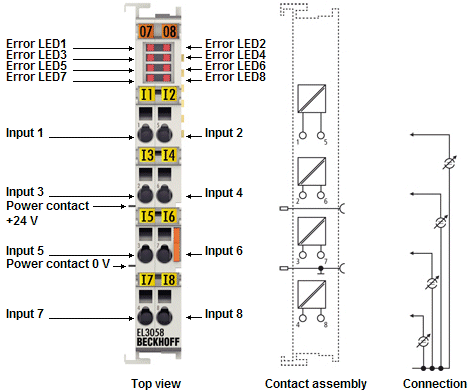 07 08
Error LED1 Error LED2
Error LED3 Error LED4
Error LED5 Error LED6
Error LED7 Error LED8
I1 I2
Input 1 Input 2
1 5
I3 I4
Input 3 Input 4
2 6
Power contact
+24 V
I5 I6
Input 5 Input 6
3 7
Power contact 0 V
I7 I8
Input 7 Input 8
4 8
EL3058
BECKHOFF
Top view Contact assembly Connection